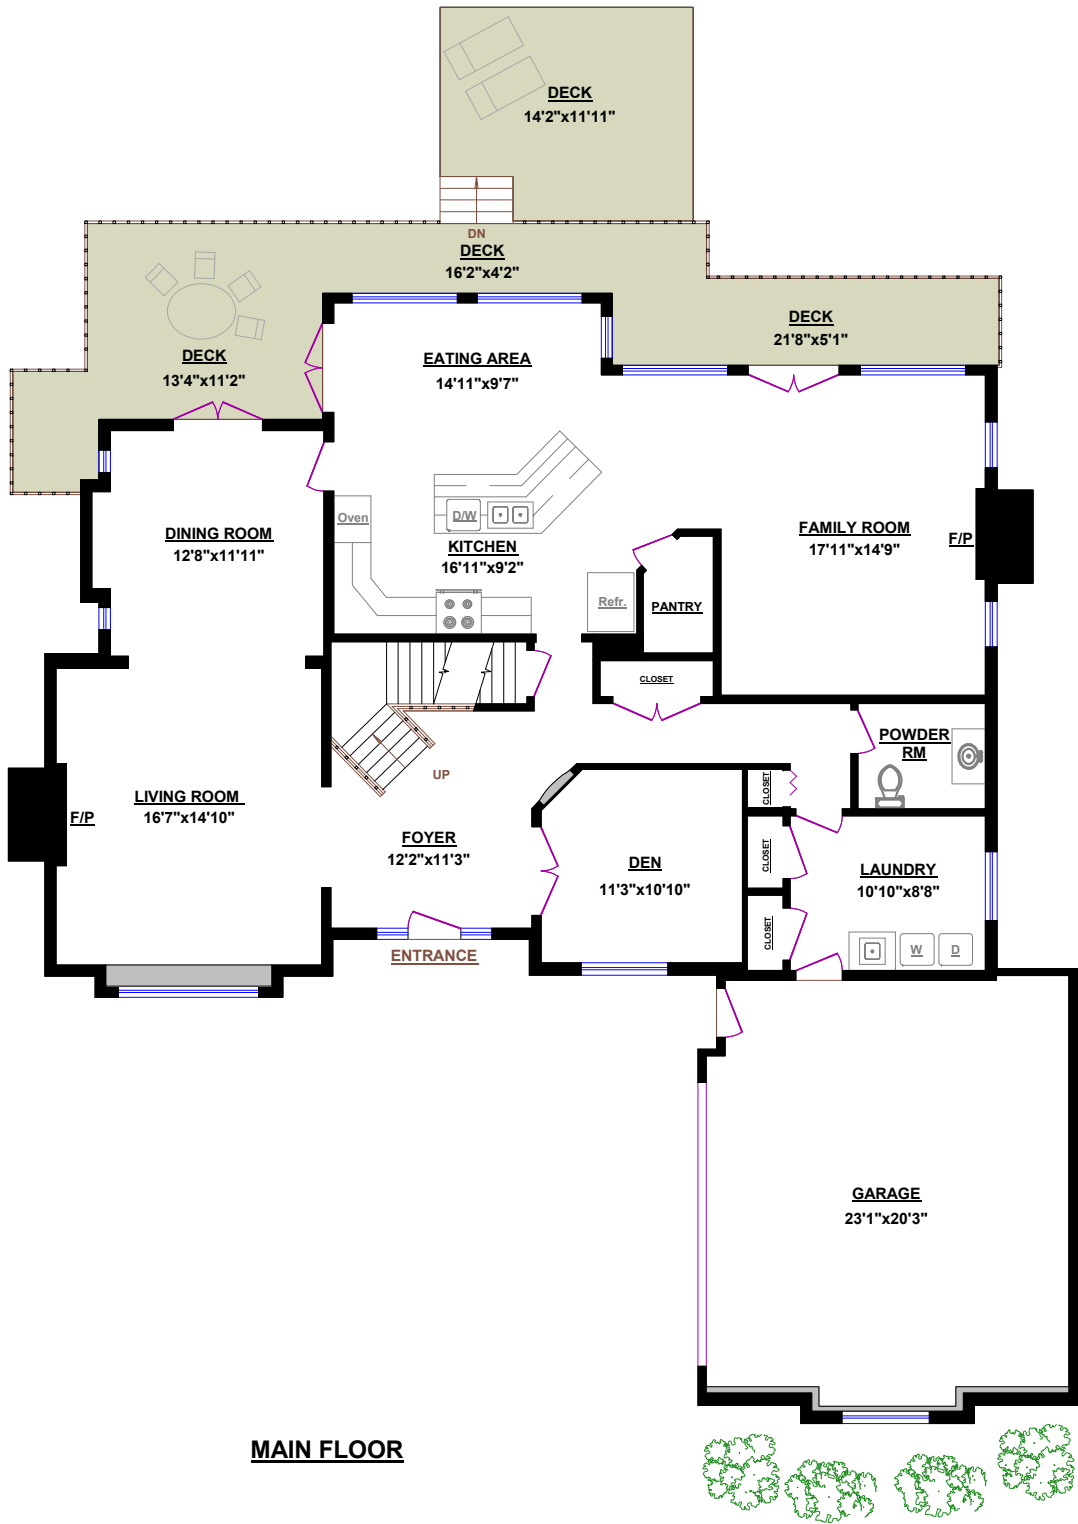 DECK
14'2"x11'11"
DN
DECK
16'2"x4'2"
DECK
21'8"x5'1"
DECK
13'4"x11'2"
EATING AREA
14'11"x9'7"
Oven
D/W
DINING ROOM
12'8"x11'11"
KITCHEN
16'11"x9'2"
FAMILY ROOM
17'11"x14'9"
F/P
Refr.
PANTRY
CLOSET
POWDER
RM
UP
LIVING ROOM
16'7"x14'10"
F/P
CLOSET
FOYER
12'2"x11'3"
DEN
11'3"x10'10"
CLOSET
LAUNDRY
10'10"x8'8"
CLOSET
W
D
ENTRANCE
GARAGE
23'1"x20'3"
MAIN FLOOR